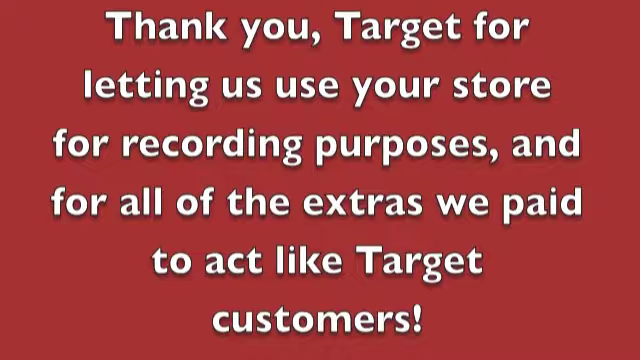 Thank you, Target for
letting us use your store
for recording purposes, and
for all of the extras we paid
to act like Target
customers!